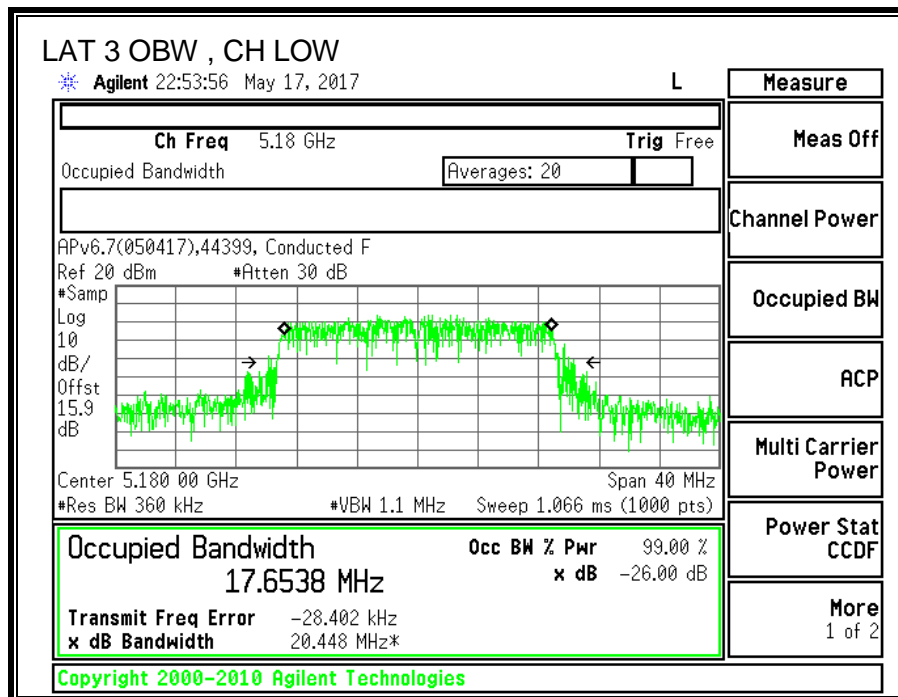 LAT 3 OBW , CH LOW
Agilent 22:53:56 May 17, 2017 L
Measure
Ch Freq 5.18 GHz Trig Free
Meas Off
Occupied Bandwidth Averages: 20
Channel Power
APv6.7(050417),44399, Conducted F
Ref 20 dBm #Atten 30 dB
#Samp
Log
10
dB/
Offst
15.9
dB
Occupied BW
ACP
Multi Carrier
Power
Center 5.180 00 GHz Span 40 MHz
#Res BW 360 kHz #VBW 1.1 MHz Sweep 1.066 ms (1000 pts)
Power Stat
CCDF
Occupied Bandwidth Occ BW % Pwr 99.00 %
17.6538 MHz x dB -26.00 dB
Transmit Freq Error -28.402 kHz
x dB Bandwidth 20.448 MHz*
More
1 of 2
Copyright 2000-2010 Agilent Technologies